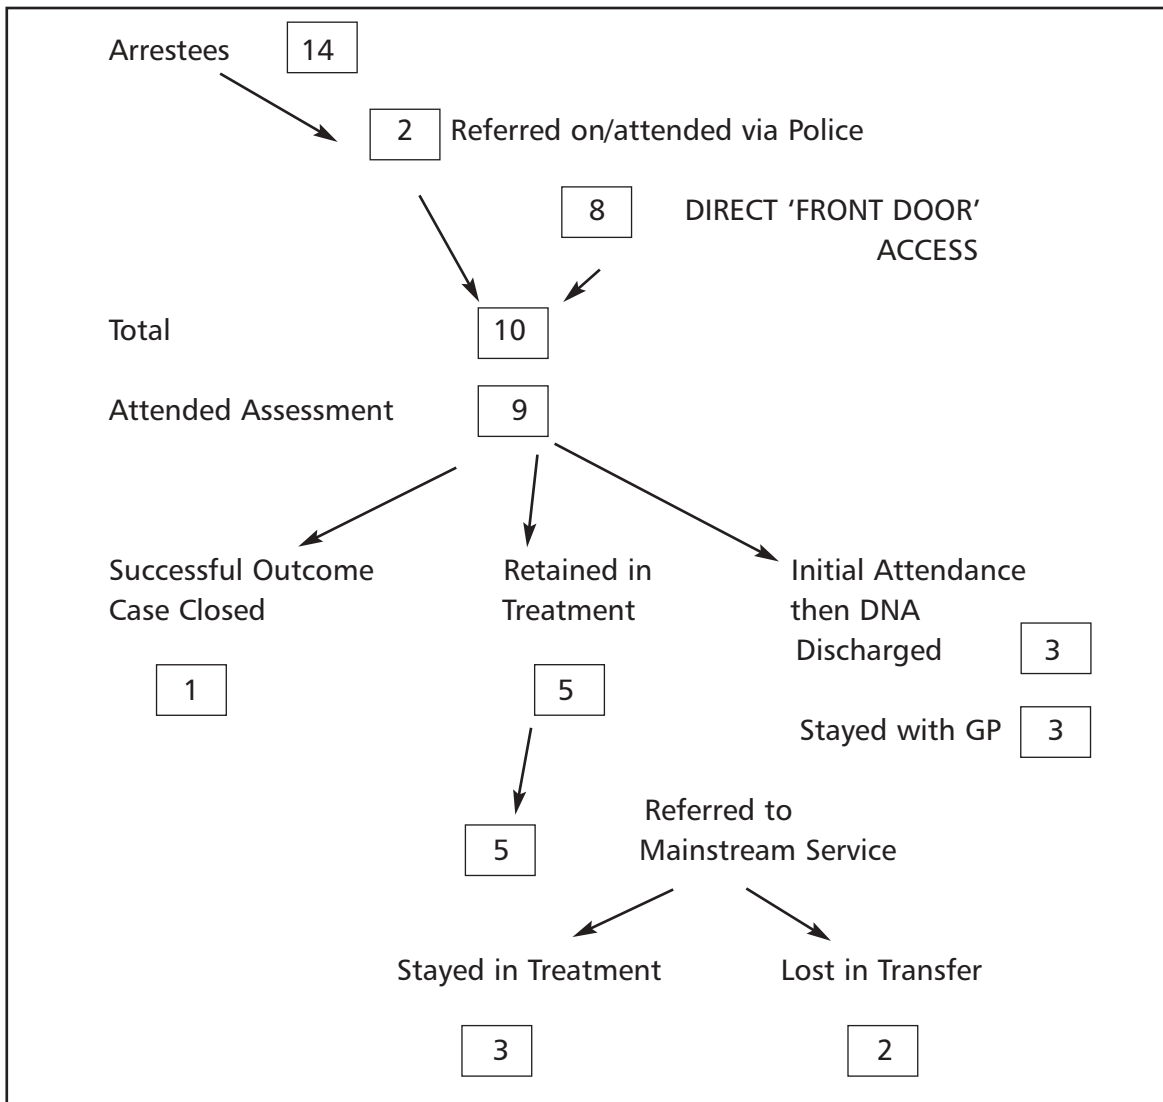 Arrestees 14
2 Referred on/attended via Police
8 DIRECT ‘FRONT DOOR’
ACCESS
Total 10
Attended Assessment 9
Successful Outcome
Case Closed
1
Retained in
Treatment
5
Initial Attendance
then DNA
Discharged 3
Stayed with GP 3
5
Referred to
Mainstream Service
Stayed in Treatment
3
Lost in Transfer
2